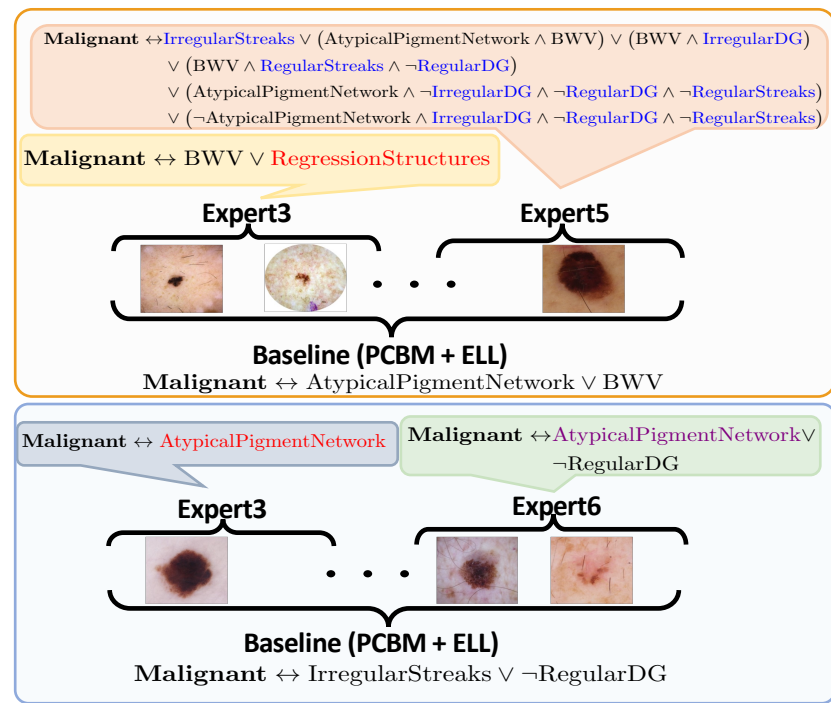 Malignant ↔IrregularStreaks ∨ (AtypicalPigmentNetwork ∧ BWV) ∨ (BWV ∧ IrregularDG)
∨ (BWV ∧ RegularStreaks ∧ ¬RegularDG)
∨ (AtypicalPigmentNetwork ∧ ¬IrregularDG ∧ ¬RegularDG ∧ ¬RegularStreaks)
∨ (¬AtypicalPigmentNetwork ∧ IrregularDG ∧ ¬RegularDG ∧ ¬RegularStreaks)
Malignant ↔ BWV ∨ RegressionStructures
Expert3 Expert5
Baseline (PCBM + ELL)
Malignant ↔ AtypicalPigmentNetwork ∨ BWV
Malignant ↔ AtypicalPigmentNetwork
Malignant ↔AtypicalPigmentNetwork∨
¬RegularDG
Expert3 Expert6
Baseline (PCBM + ELL)
Malignant ↔ IrregularStreaks ∨ ¬RegularDG